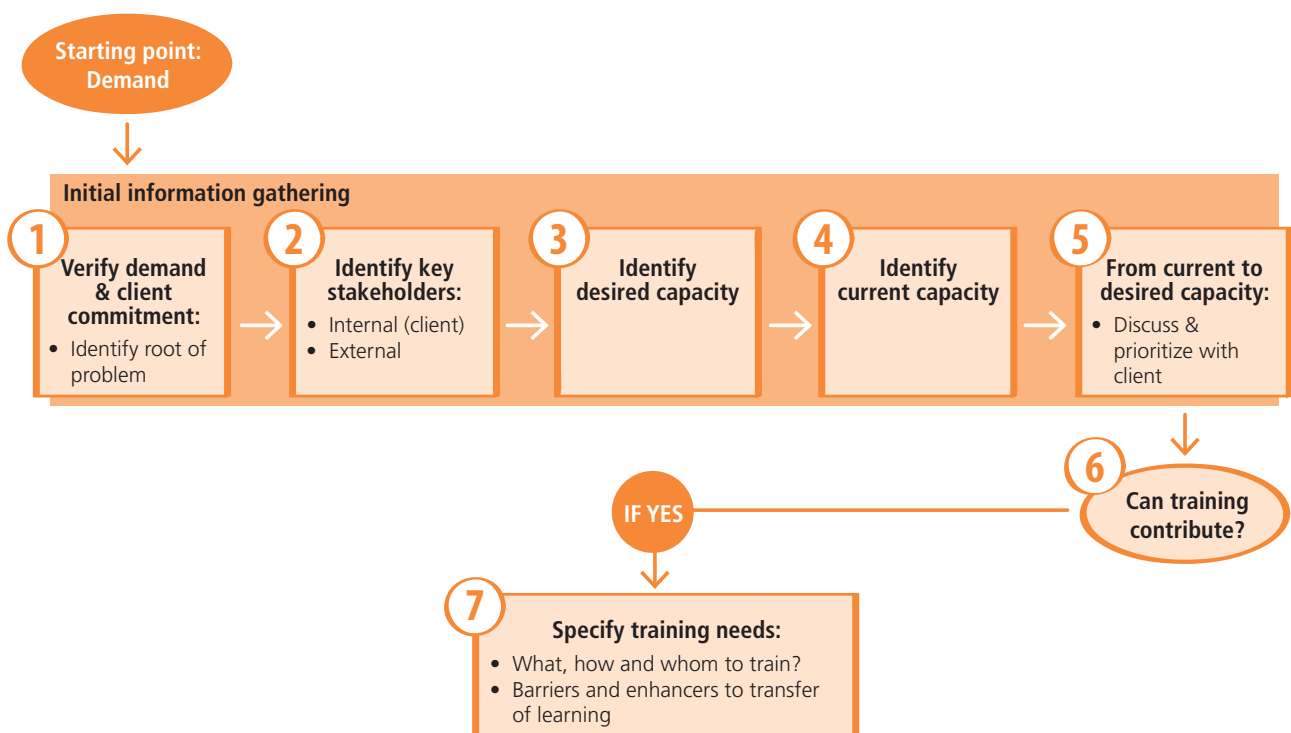 Starting point:
Demand
Initial information gathering
1
Verify demand
& client
commitment:
• Identify root of
problem
2
Identify key
stakeholders:
• Internal (client)
• External
3
Identify
desired capacity
4
Identify
current capacity
5
From current to
desired capacity:
• Discuss &
prioritize with
client
6
Can training
contribute?
IF YES
7
Specify training needs:
• What, how and whom to train?
• Barriers and enhancers to transfer
of learning